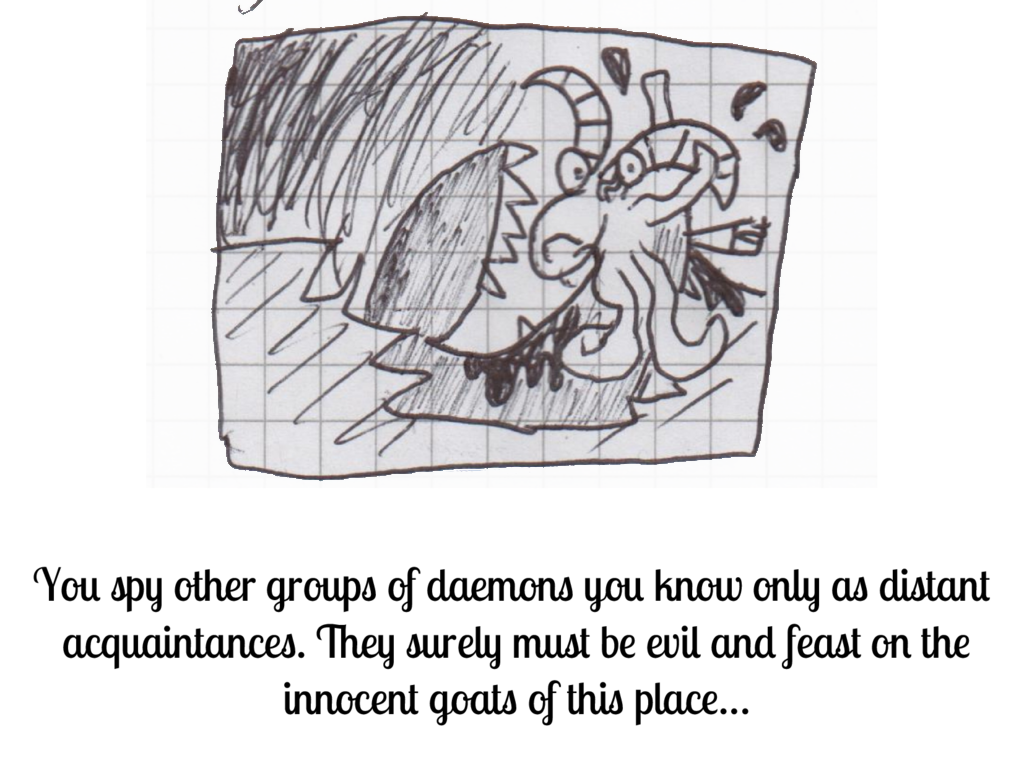 You spy other groups of daemons you know only as distant
acquaintances. They surely must be evil and feast on the
innocent goats of this place...